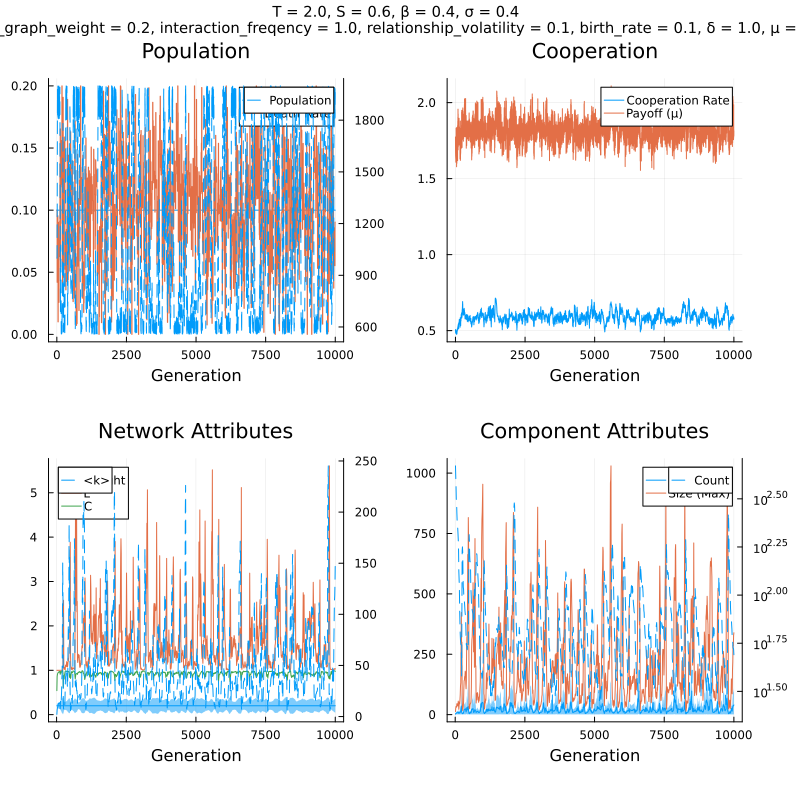 T = 2.0, S = 0.6, β = 0.4, σ = 0.4
_graph_weight = 0.2, interaction_freqency = 1.0, relationship_volatility = 0.1, birth_rate = 0.1, δ = 1.0, μ =
Population
Cooperation
0.20
0.15
0.10
0.05
0.00
Population
1800
1500
1200
900
600
0 2500 5000 7500 10000
Generation
2.0
1.5
1.0
0.5
Cooperation Rate
Payoff (μ)
0 2500 5000 7500 10000
Generation
Network Attributes
Component Attributes
5
4
3
2
1
0
<k> ht
L
C
250
200
150
100
50
0
0 2500 5000 7500 10000
Generation
1000
750
500
250
0
Count
Size (Max)
10^2.50
10^2.25
10^2.00
10^1.75
10^1.50
0 2500 5000 7500 10000
Generation